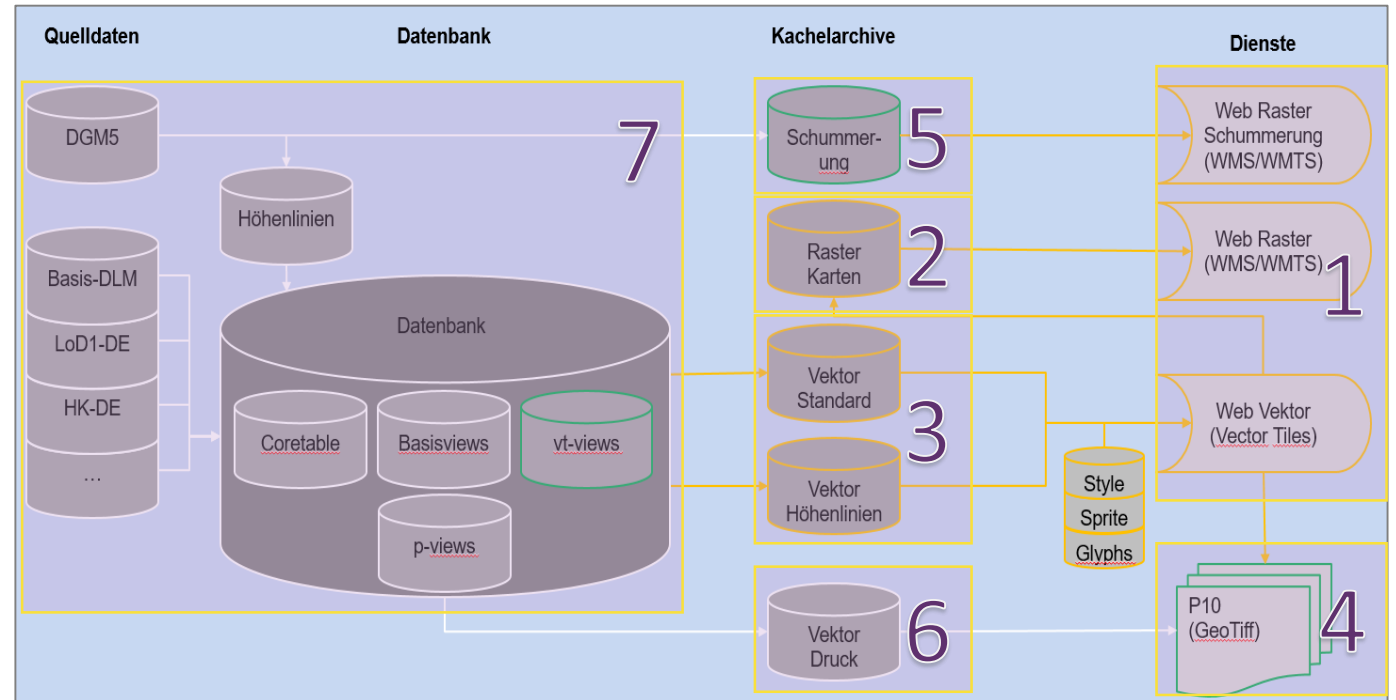 Quelldaten
Datenbank
Kachelarchive
Dienste
DGM5
7
Schummer-
ung
5
Web Raster
Schummerung
(WMS/WMTS)
Höhenlinien
Raster
Karten
2
Web Raster
(WMS/WMTS)
1
Basis-DLM
LoD1-DE
HK-DE
...
Datenbank
Coretable
Basisviews
vt-views
p-views
Vektor
Standard
3
Vektor
Höhenlinien
Web Vektor
(Vector Tiles)
Style
Sprite
Glyphs
Vektor
Druck
6
P10
(GeoTiff)
4